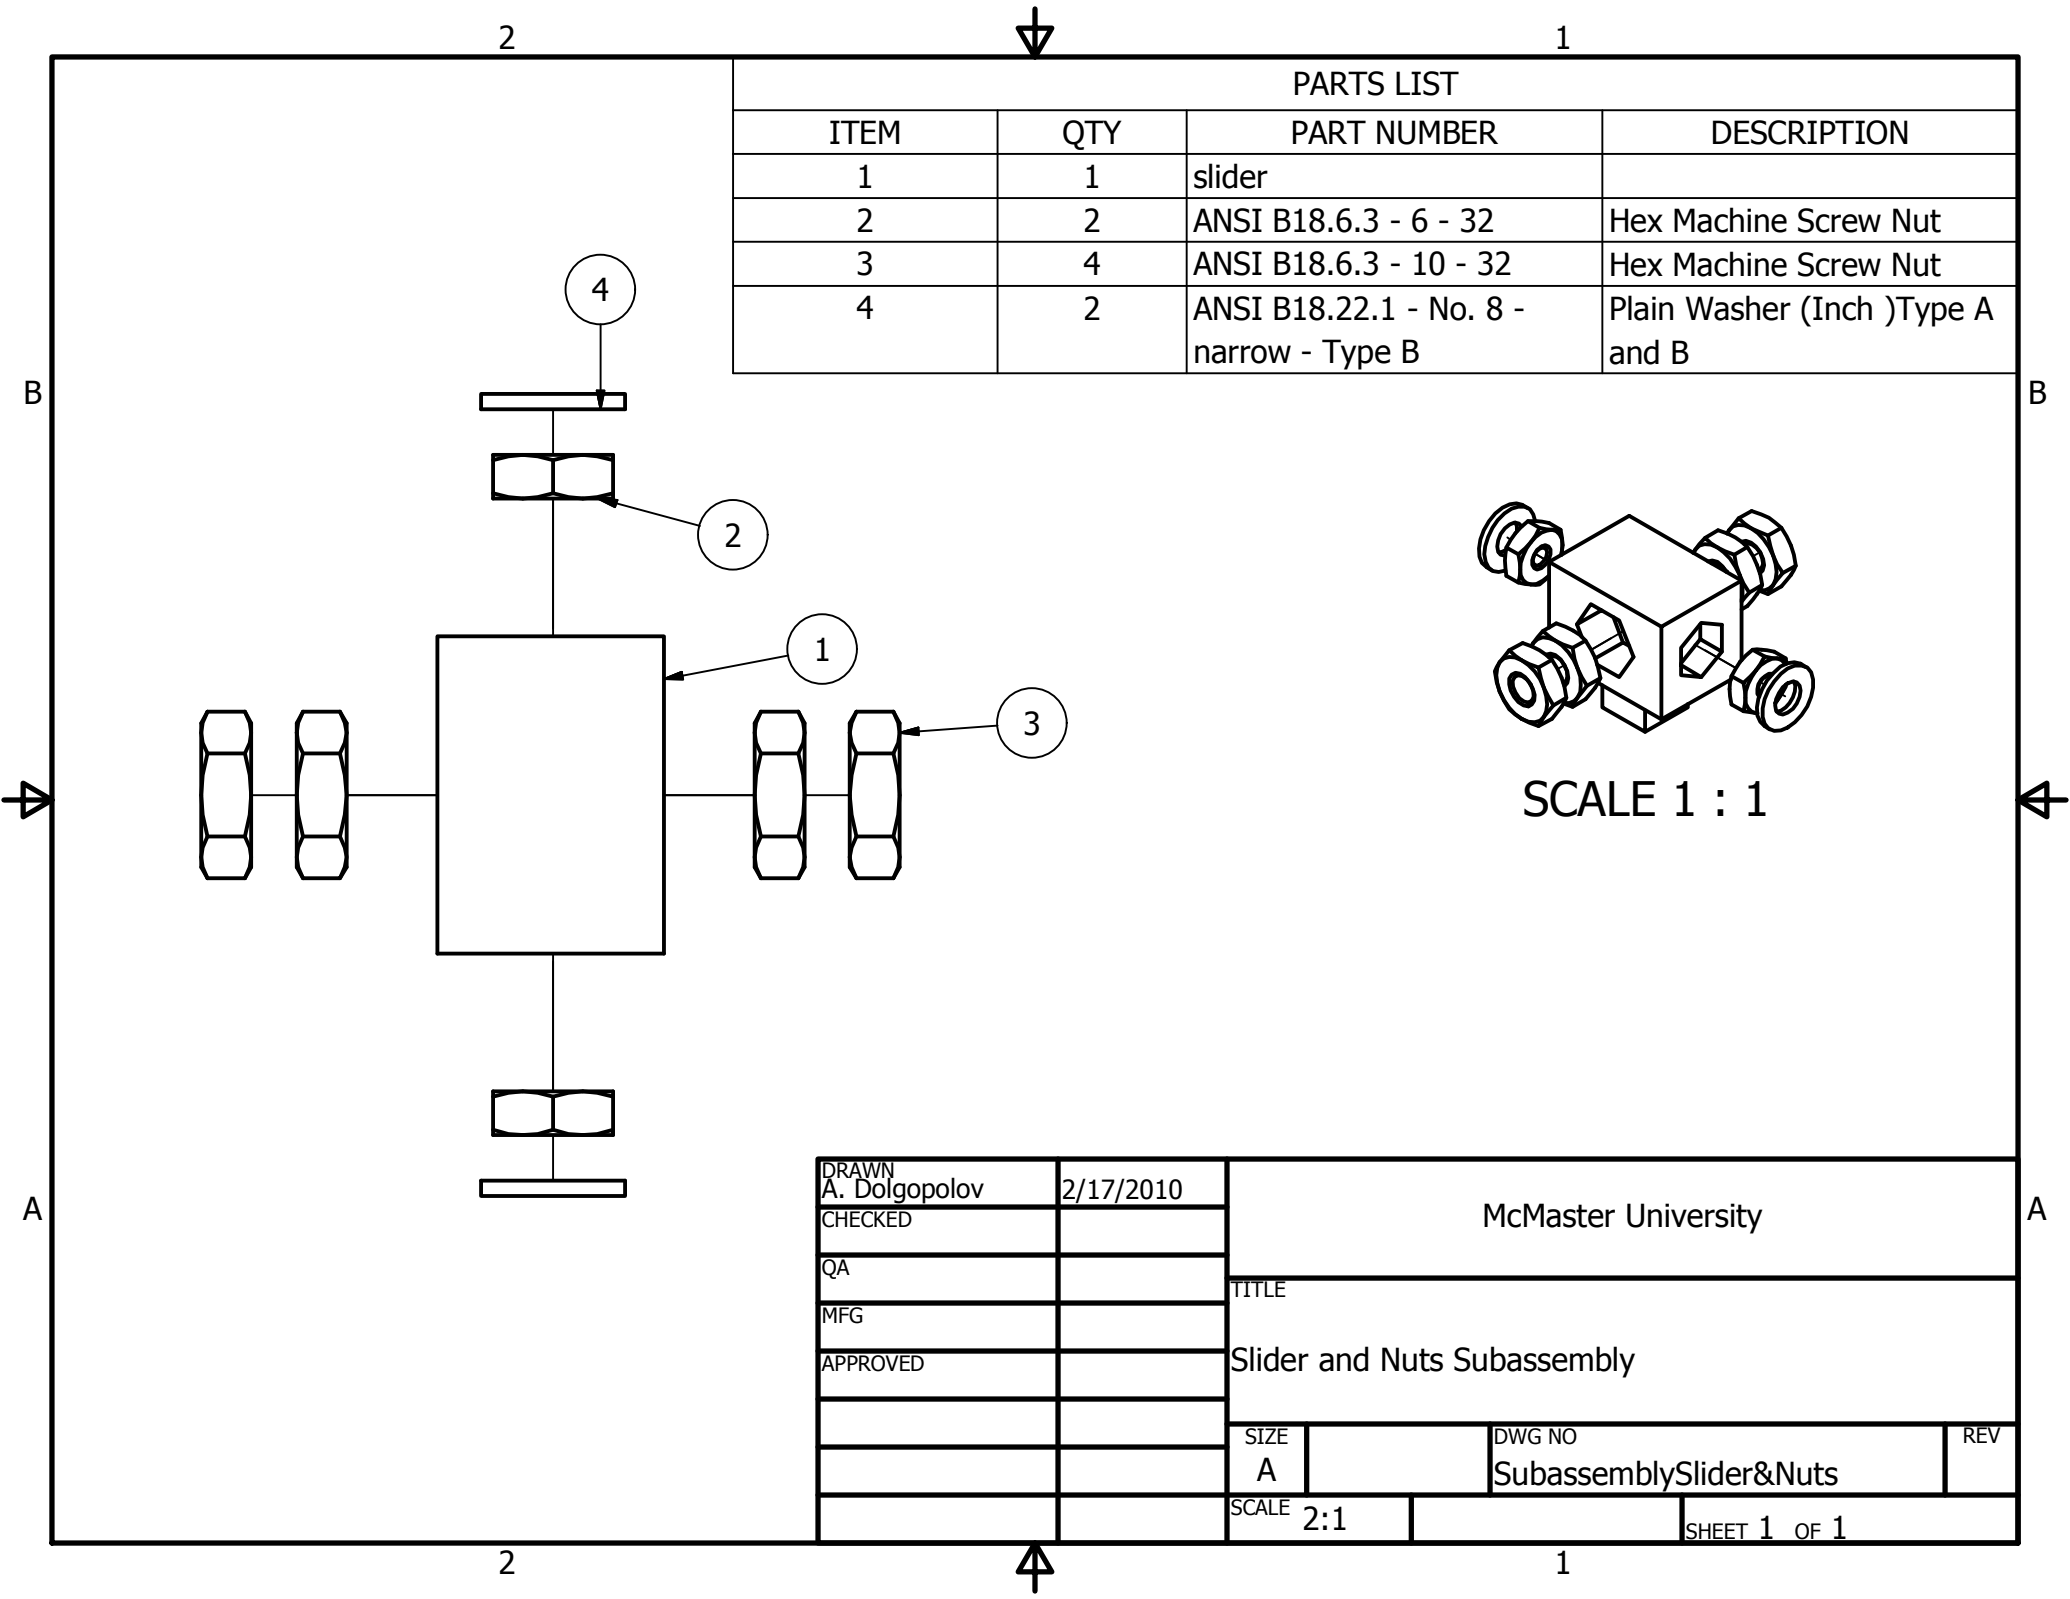 2 1
PARTS LIST
ITEM QTY PART NUMBER DESCRIPTION
1 1 slider
2 2 ANSI B18.6.3 - 6 - 32 Hex Machine Screw Nut
3 4 ANSI B18.6.3 - 10 - 32 Hex Machine Screw Nut
4 2 ANSI B18.22.1 - No. 8 - Plain Washer (Inch )Type A
narrow - Type B and B
4
B B
2
1
3
SCALE 1 : 1
DRAWN
A. Dolgopolov 2/17/2010
McMaster University
A A
CHECKED
QA
TITLE
MFG
Slider and Nuts Subassembly
APPROVED
SIZE DWG NO REV
A SubassemblySlider&Nuts
SCALE 2:1
SHEET 1 OF 1
2 1